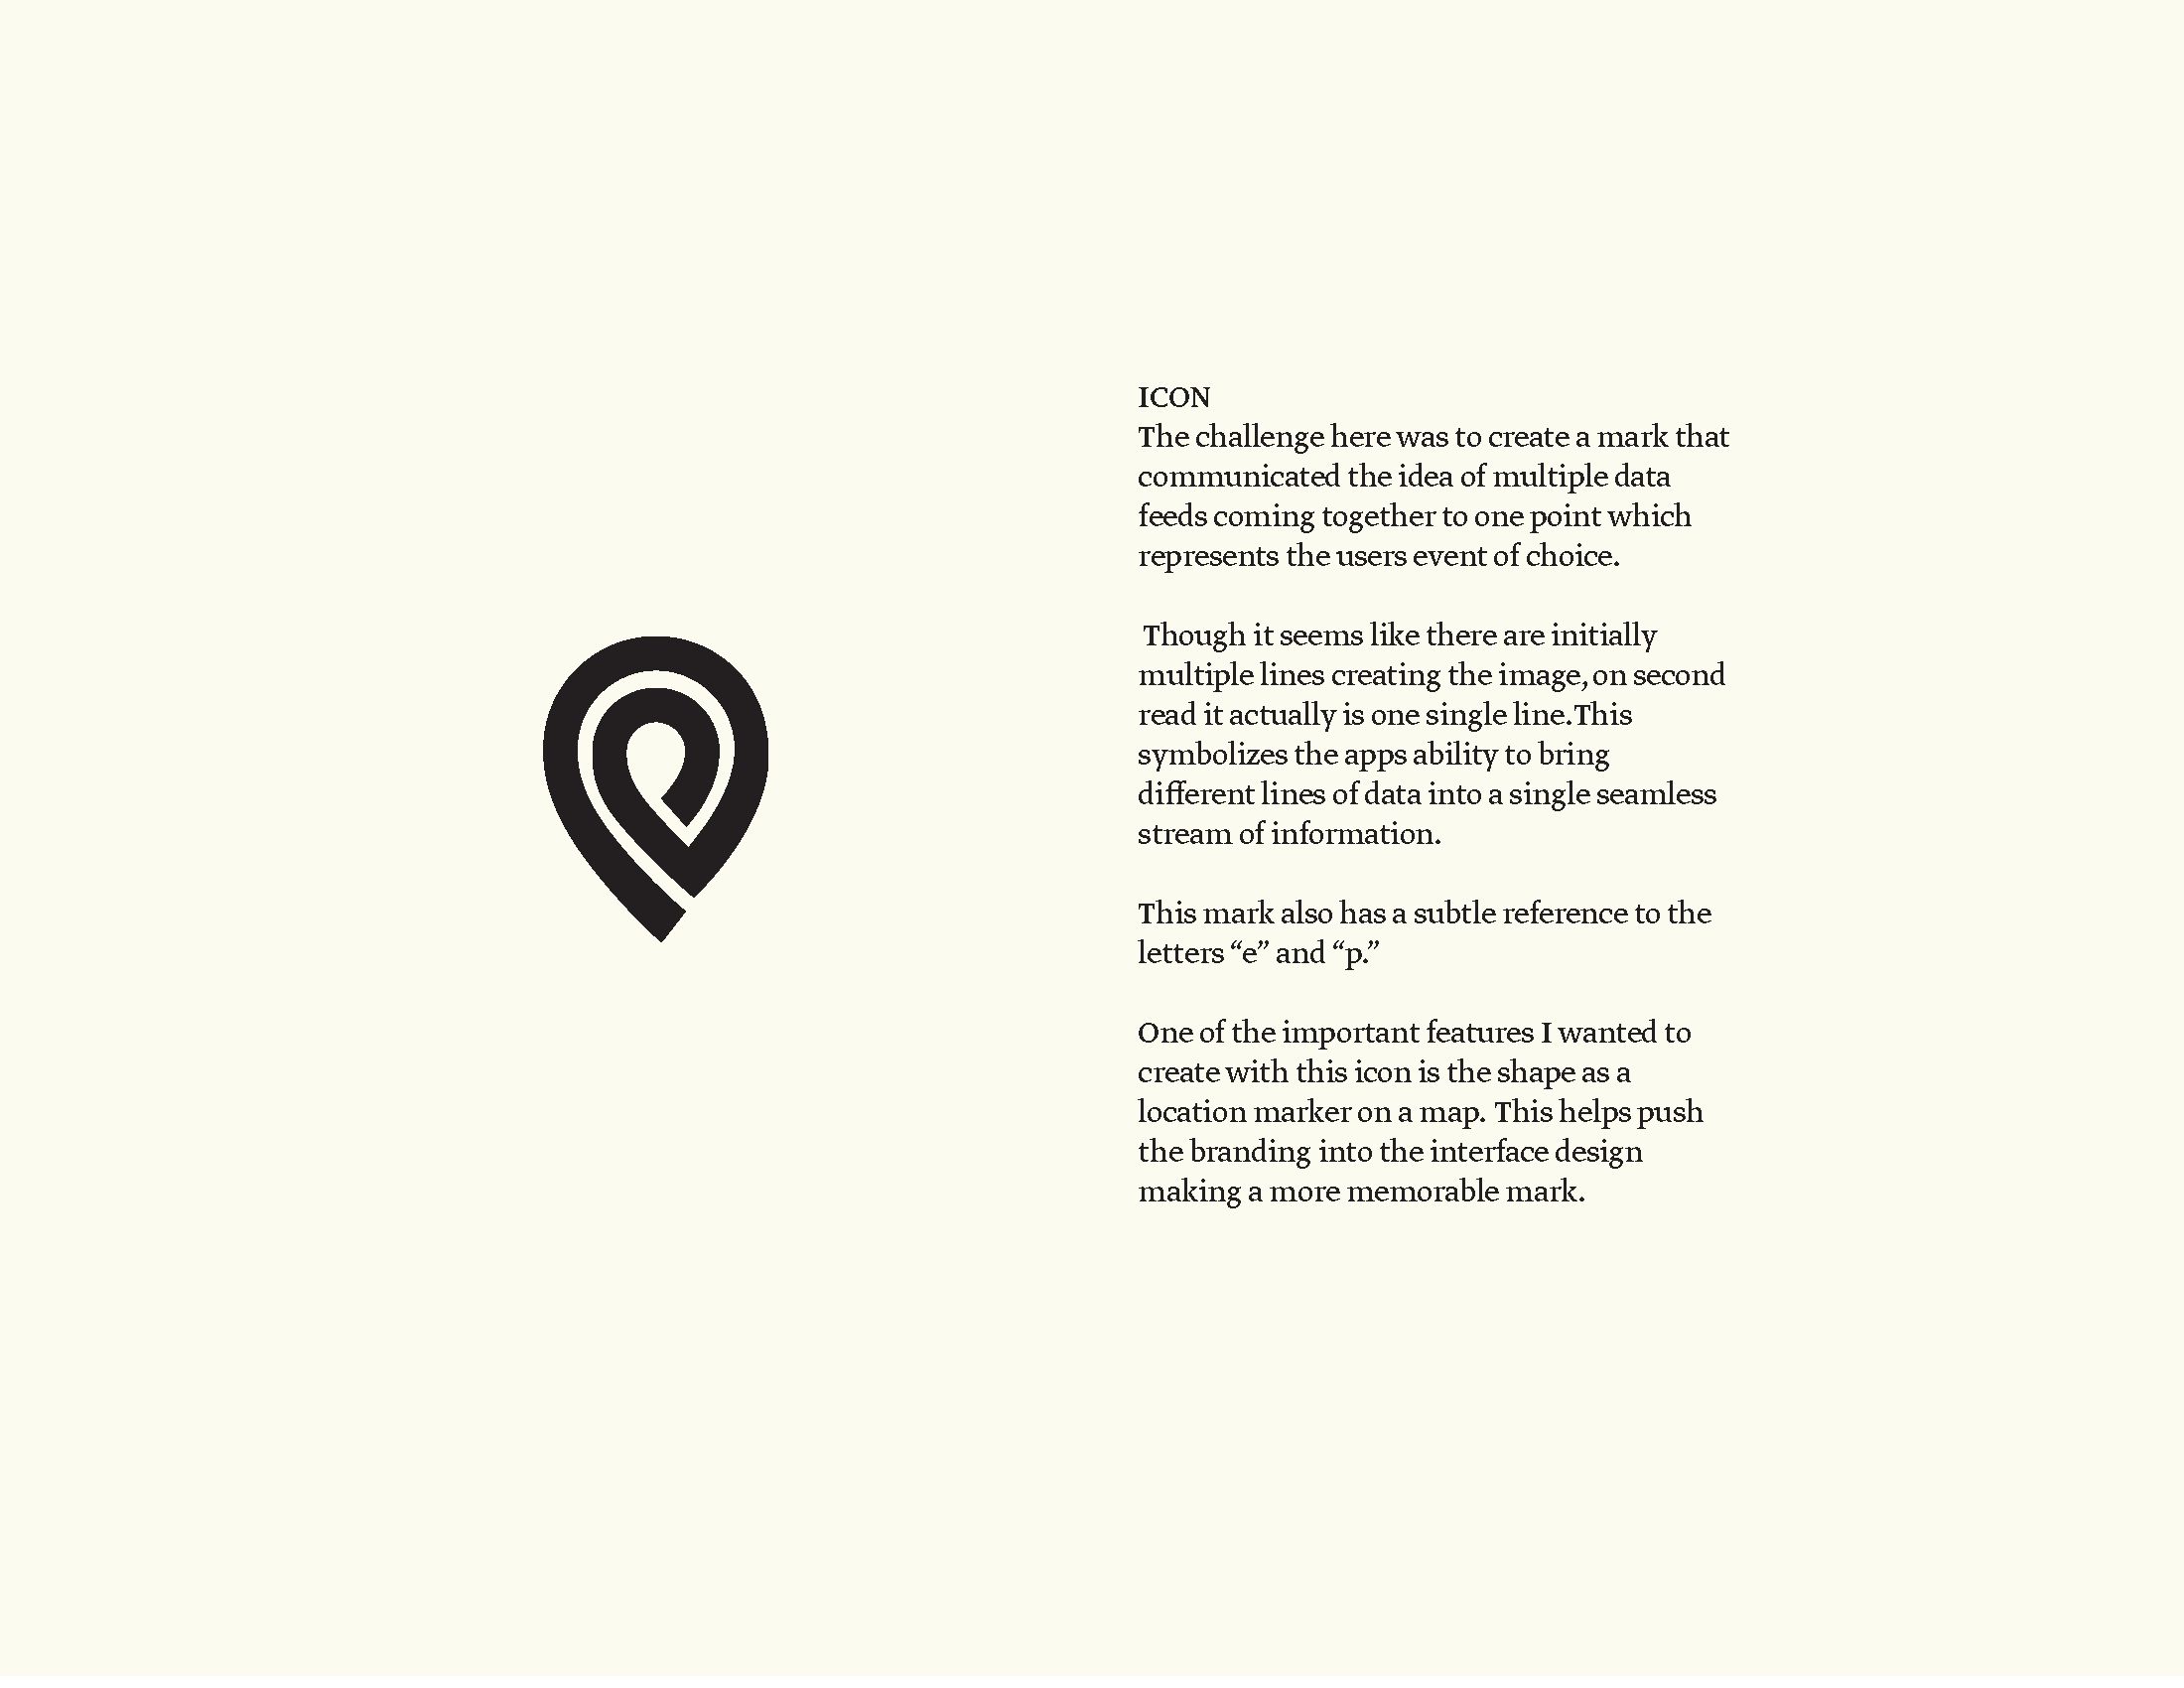 ICON
The challenge here was to create a mark that
communicated the idea of multiple data
feeds coming together to one point which
represents the users event of choice.
Though it seems like there are initially
multiple lines creating the image, on second
read it actually is one single line.This
symbolizes the apps ability to bring
different lines of data into a single seamless
stream of information.
This mark also has a subtle reference to the
letters “e” and “p.”
One of the important features I wanted to
create with this icon is the shape as a
location marker on a map. This helps push
the branding into the interface design
making a more memorable mark.